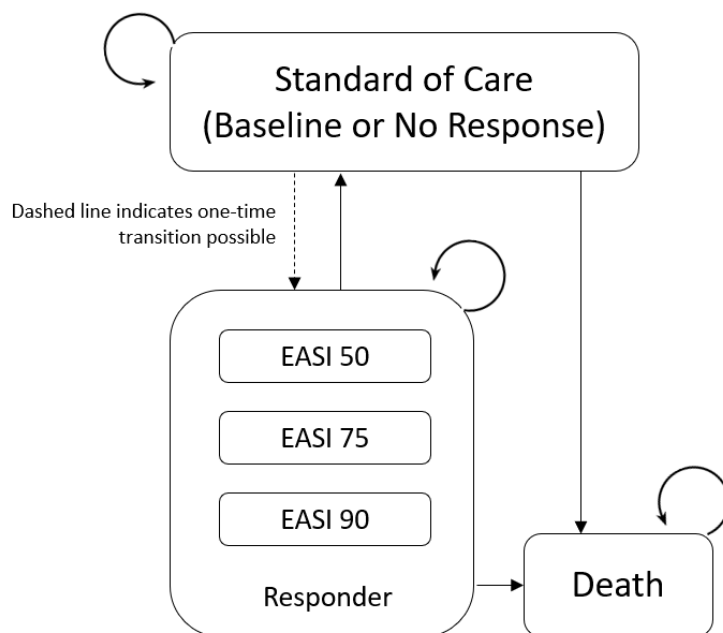 Standard of Care
(Baseline or No Response)
Dashed line indicates one-time
transition possible
EASI 50
EASI 75
EASI 90
Responder
Death